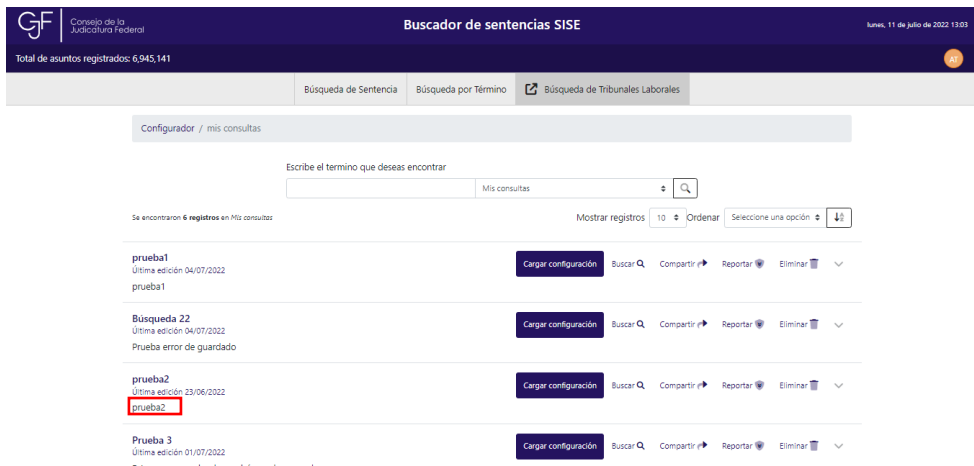 CJF
Consejo de la
Judicatura Federal
Buscador de sentencias SISE
lunes, 11 de julio de 2022 13:03
Total de asuntos registrados: 6,945,141
AT
Búsqueda de Sentencia Búsqueda por Término Búsqueda de Tribunales Laborales
Configurador / mis consultas
Escribe el termino que deseas encontrar
Mis consultas
Se encontraron 6 registros en Mis consultas Mostrar registros 10 Ordenar Seleccione una opción
prueba1
Última edición 04/07/2022
prueba1
Cargar configuración Buscar Compartir Reportar Eliminar
Búsqueda 22
Última edición 04/07/2022
Prueba error de guardado
Cargar configuración Buscar Compartir Reportar Eliminar
prueba2
Última edición 23/06/2022
prueba2
Cargar configuración Buscar Compartir Reportar Eliminar
Prueba 3
Última edición 01/07/2022
Cargar configuración Buscar Compartir Reportar Eliminar